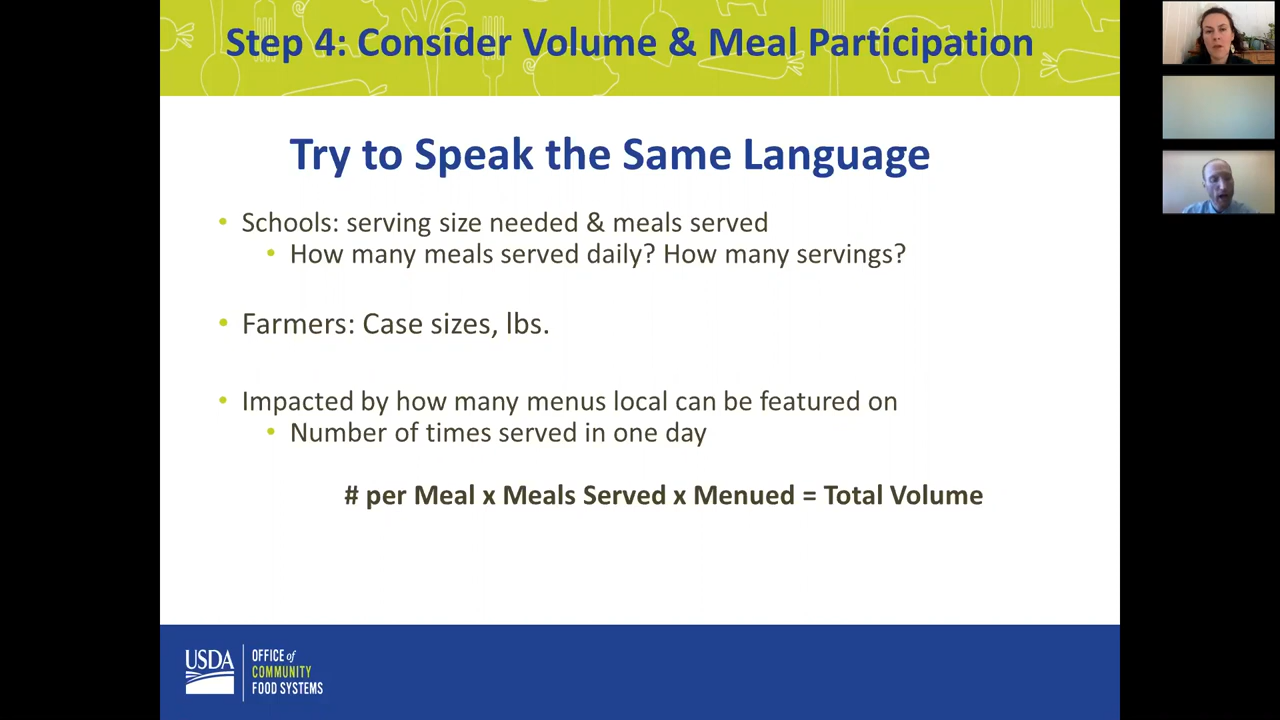 Step 4: Consider Volume & Meal Participation
Try to Speak the Same Language
• Schools: serving size needed & meals served
• How many meals served daily? How many servings?
• Farmers: Case sizes, lbs.
• Impacted by how many menus local can be featured on
• Number of times served in one day
# per Meal x Meals Served x Menued = Total Volume
USDA
OFFICE of
COMMUNITY
FOOD SYSTEMS